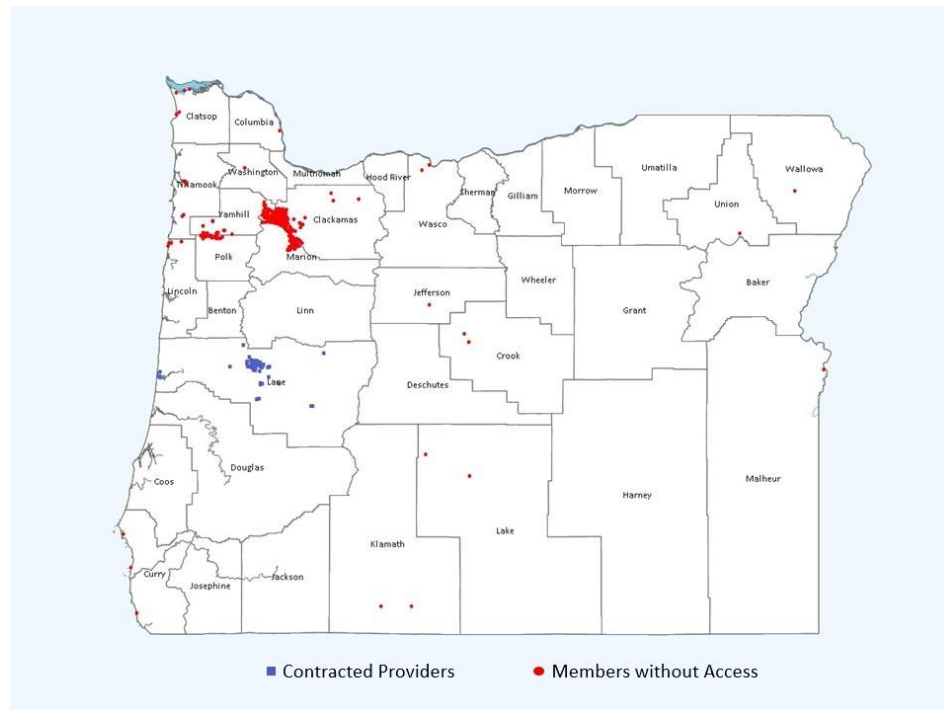 Clatsop
Columbia
Tillamook
Washington
Multnomah
Hood River
Sherman
Gilliam
Morrow
Umatilla
Union
Wallowa
Yamhill
Clackamas
Wasco
Polk
Marion
Lincoln
Benton
Linn
Jefferson
Wheeler
Grant
Baker
Crook
Deschutes
Lane
Douglas
Coos
Klamath
Lake
Harney
Malheur
Curry
Josephine
Jackson
Contracted Providers
Members without Access